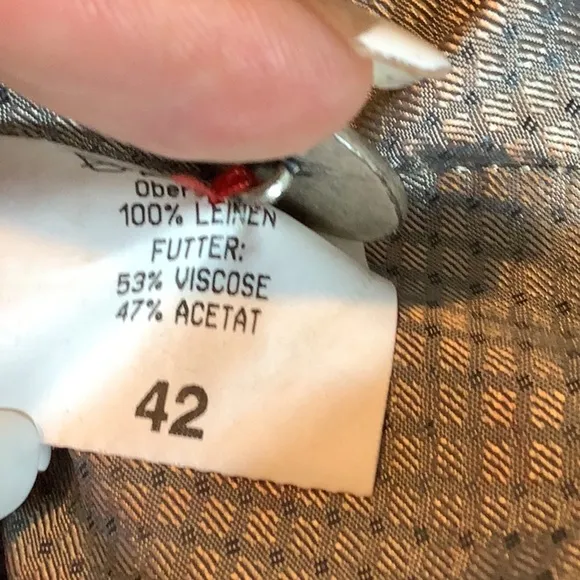 Ober
100% LEINEN
FUTTER:
53% VISCOSE
47% ACETAT
42